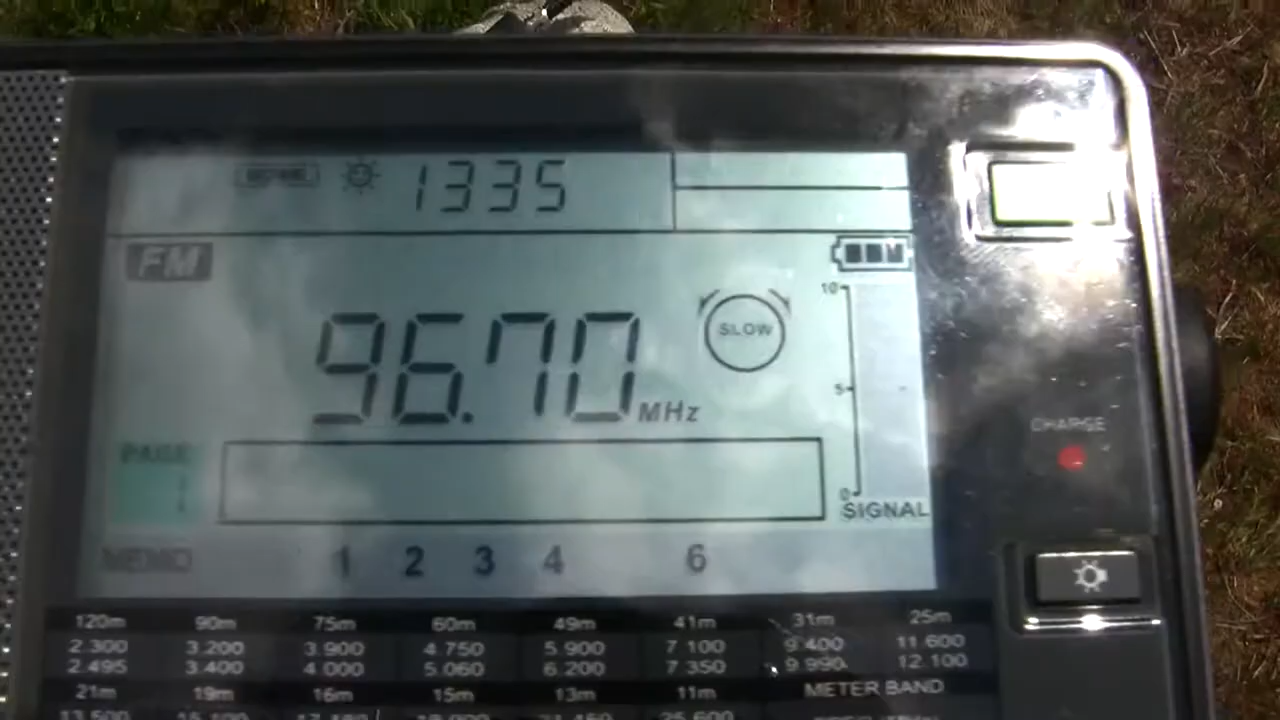 1335
FM
96.70 MHz
SLOW
10
5
0
SIGNAL
PAGE
1
MEMO 1 2 3 4 6
CHARGE
120m 90m 75m 60m 49m 41m 31m 25m
2.300 3.200 3.900 4.750 5.900 7.100 9.400 11.600
2.495 3.400 4.000 5.060 6.200 7.350 9.990 12.100
21m 19m 16m 15m 13m 11m METER BAND